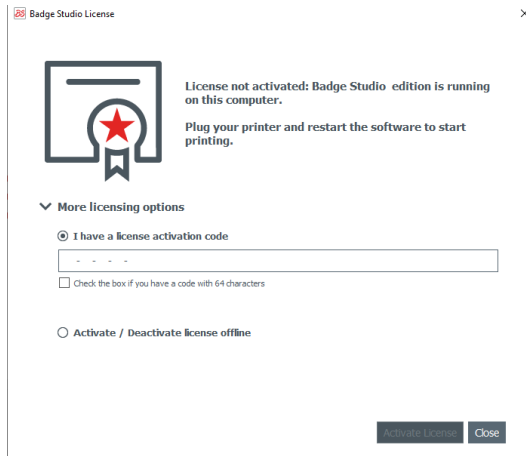 BS Badge Studio License
License not activated: Badge Studio edition is running
on this computer.
Plug your printer and restart the software to start
printing.
More licensing options
I have a license activation code
- - - -
Check the box if you have a code with 64 characters
Activate / Deactivate license offline
Activate License Close